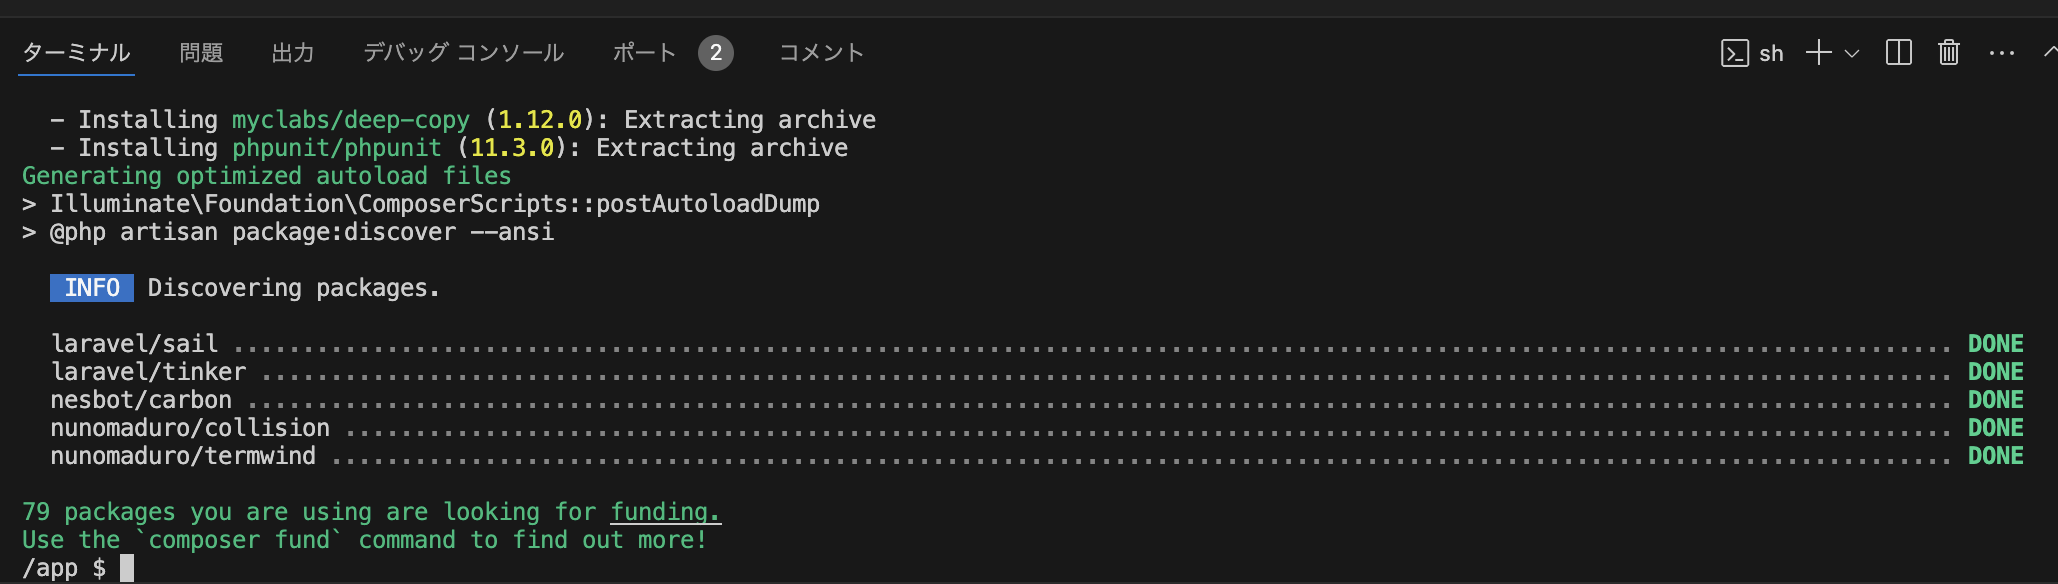 ターミナル 問題 出力 デバッグ コンソール ポート 2 コメント sh
- Installing myclabs/deep-copy (1.12.0): Extracting archive
- Installing phpunit/phpunit (11.3.0): Extracting archive
Generating optimized autoload files
> Illuminate\Foundation\ComposerScripts::postAutoloadDump
> @php artisan package:discover --ansi
INFO Discovering packages.
laravel/sail ........................................................................................................................... DONE
laravel/tinker ......................................................................................................................... DONE
nesbot/carbon .......................................................................................................................... DONE
nunomaduro/collision ................................................................................................................... DONE
nunomaduro/termwind .................................................................................................................... DONE
79 packages you are using are looking for funding.
Use the `composer fund` command to find out more!
/app $